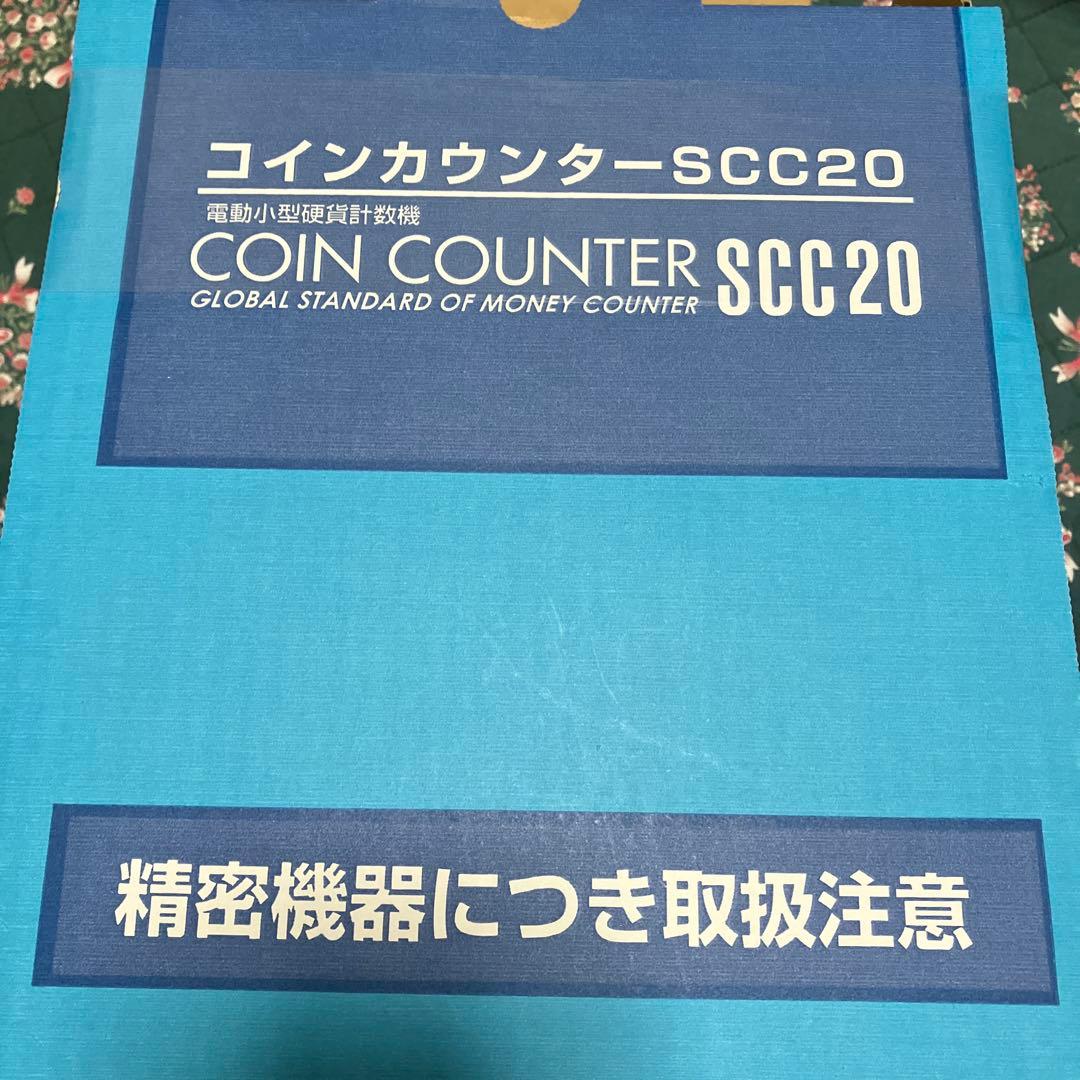 コインカウンターSCC20
電動小型硬貨計数機
COIN COUNTER SCC20
GLOBAL STANDARD OF MONEY COUNTER
精密機器につき取扱注意